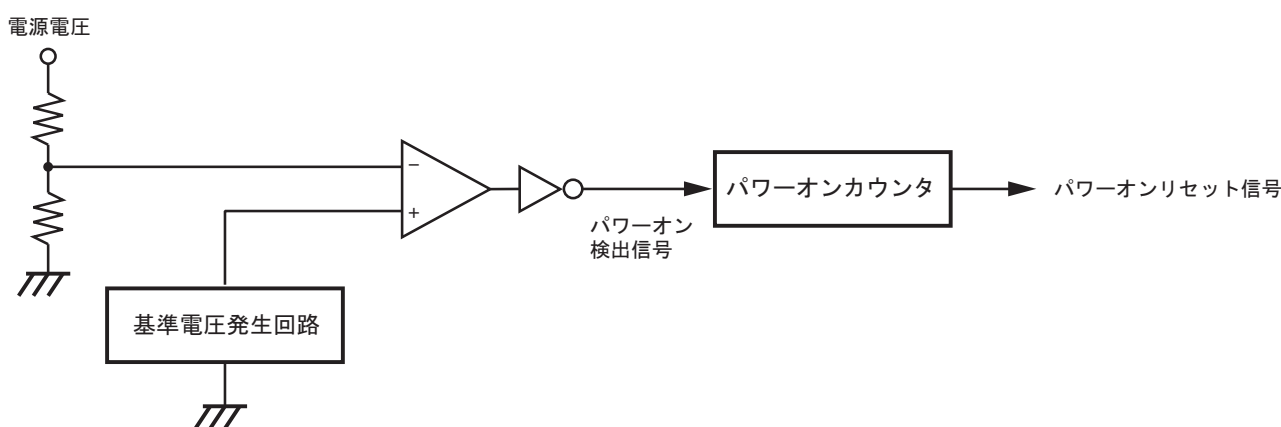 電源電圧
−
+
パワーオンカウンタ
パワーオンリセット信号
パワーオン
検出信号
基準電圧発生回路